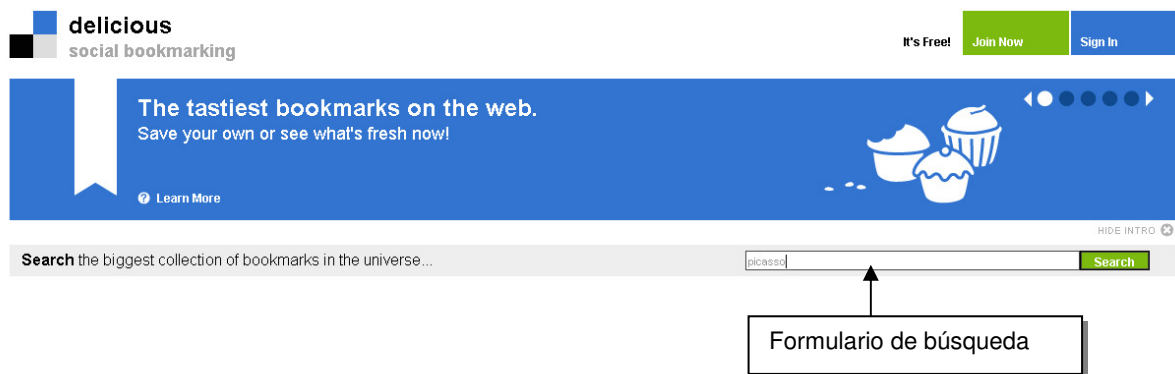 delicious
social bookmarking
It's Free!
Join Now
Sign In
The tastiest bookmarks on the web.
Save your own or see what's fresh now!
? Learn More
HIDE INTRO
Search the biggest collection of bookmarks in the universe...
picasso
Search
Formulario de búsqueda